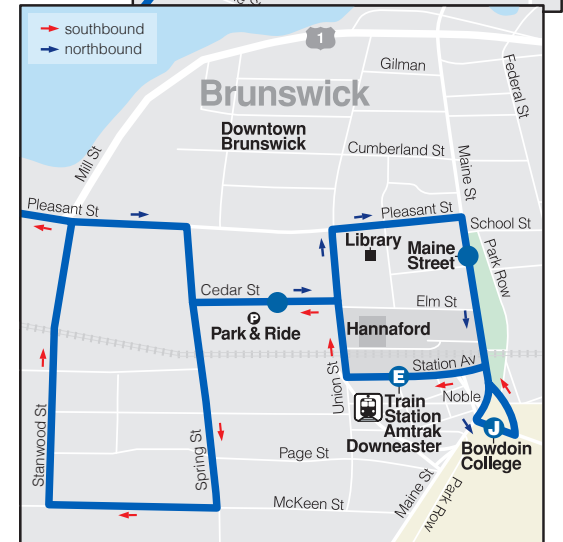 southbound
northbound
1
Gilman
Federal St
Brunswick
Downtown
Brunswick
Cumberland St
Maine St
Mill St
Pleasant St
Pleasant St
School St
Library
Maine
Street
Park Row
Cedar St
Elm St
P
Park & Ride
Hannaford
Station Av
Union St
E
Train
Station
Amtrak
Downeaster
Noble
J
Bowdoin
College
Stanwood St
Spring St
Page St
McKeen St
Maine St
Park Row